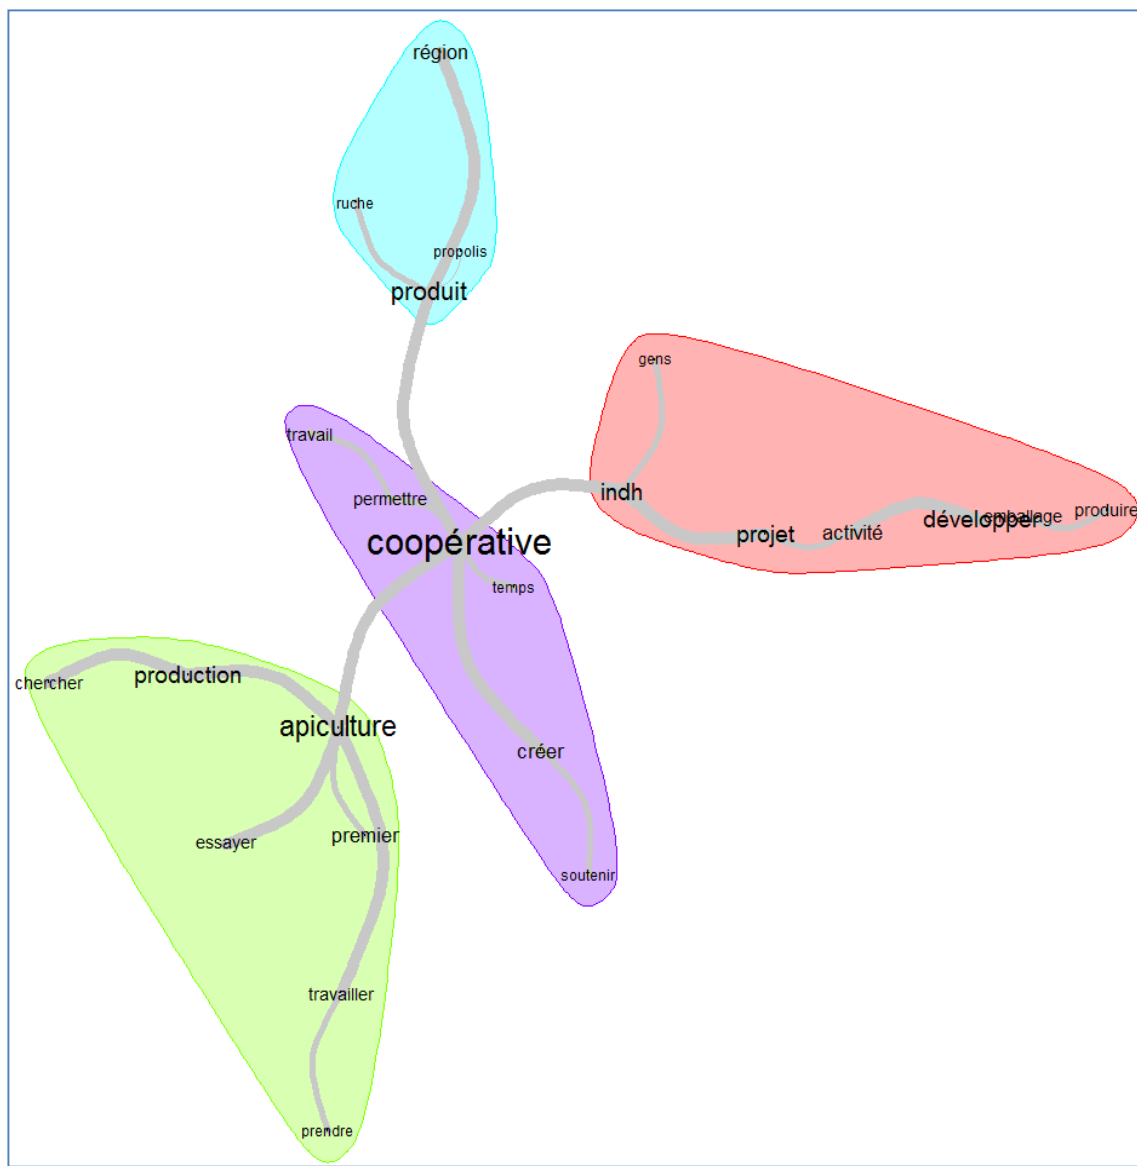 région
ruche
propolis
produit
gens
travail
indh
permettre
projet
activité
développer
emballage
produire
coopérative
temps
chercher
production
apiculture
créer
essayer
premier
soutenir
travailler
prendre